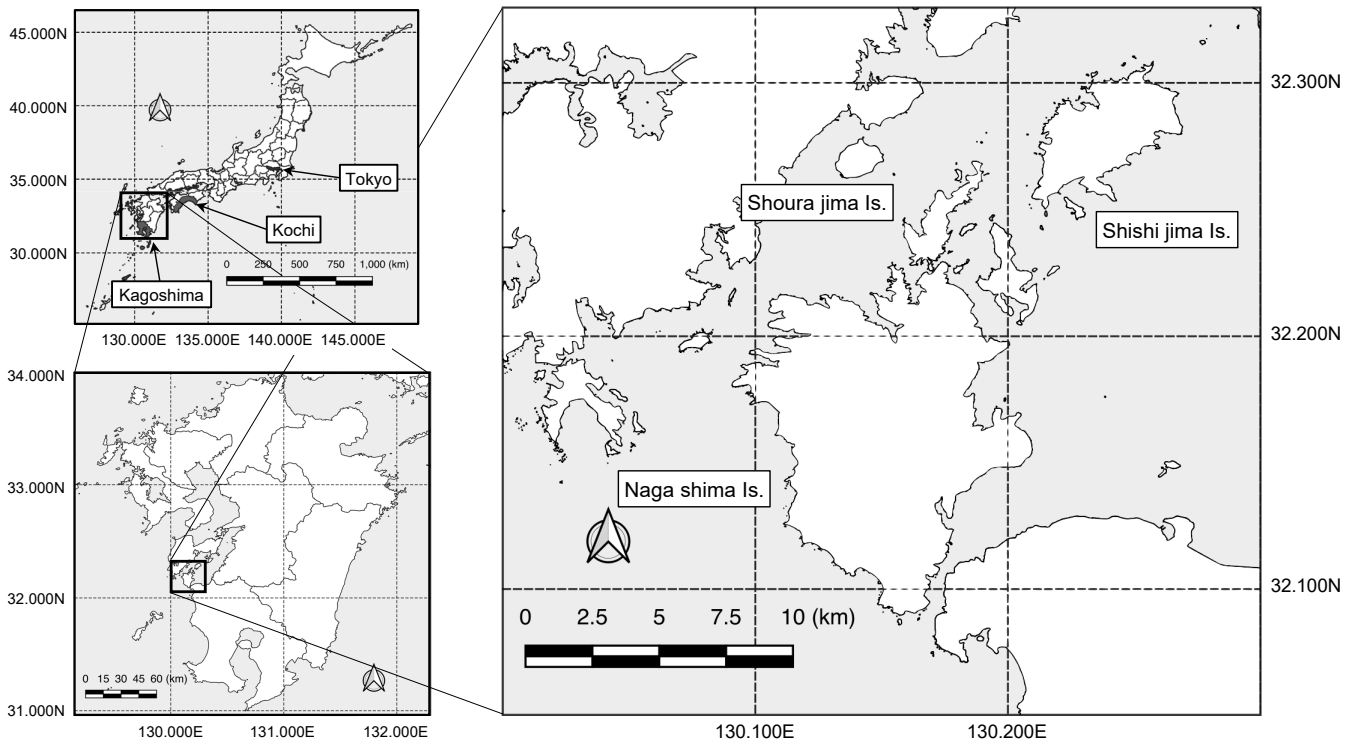 45.000N
40.000N
35.000N
30.000N
Tokyo
Kochi
0 250 500 750 1,000 (km)
Kagoshima
130.000E 135.000E 140.000E 145.000E
34.000N
33.000N
32.000N
31.000N
0 15 30 45 60 (km)
130.000E 131.000E 132.000E
32.300N
Shoura jima Is.
Shishi jima Is.
32.200N
Naga shima Is.
32.100N
0 2.5 5 7.5 10 (km)
130.100E 130.200E